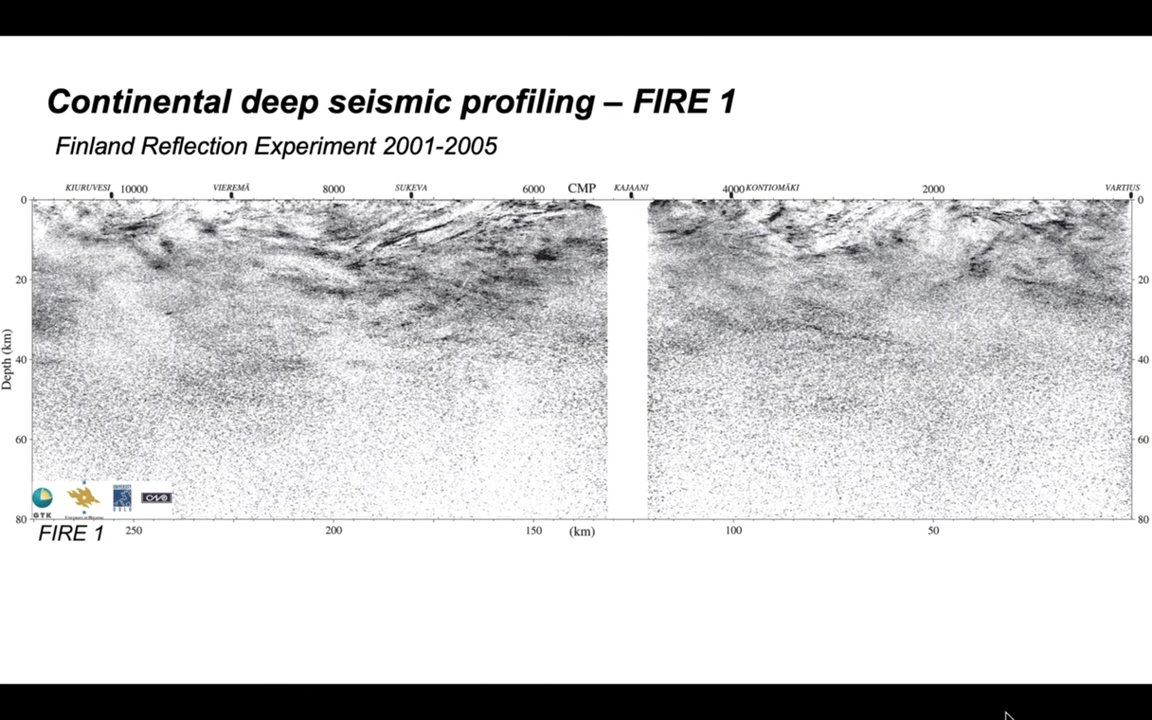 Continental deep seismic profiling – FIRE 1
Finland Reflection Experiment 2001-2005
KIURUVESI 10000 VIEREMÄ 8000 SUKEVA 6000 CMP KAJAANI 4000 KONTIOMÄKI 2000 VARTIUS
0 0
20 20
Depth (km)
40 40
60 60
GTK
80 80
FIRE 1 250 200 150 (km) 100 50